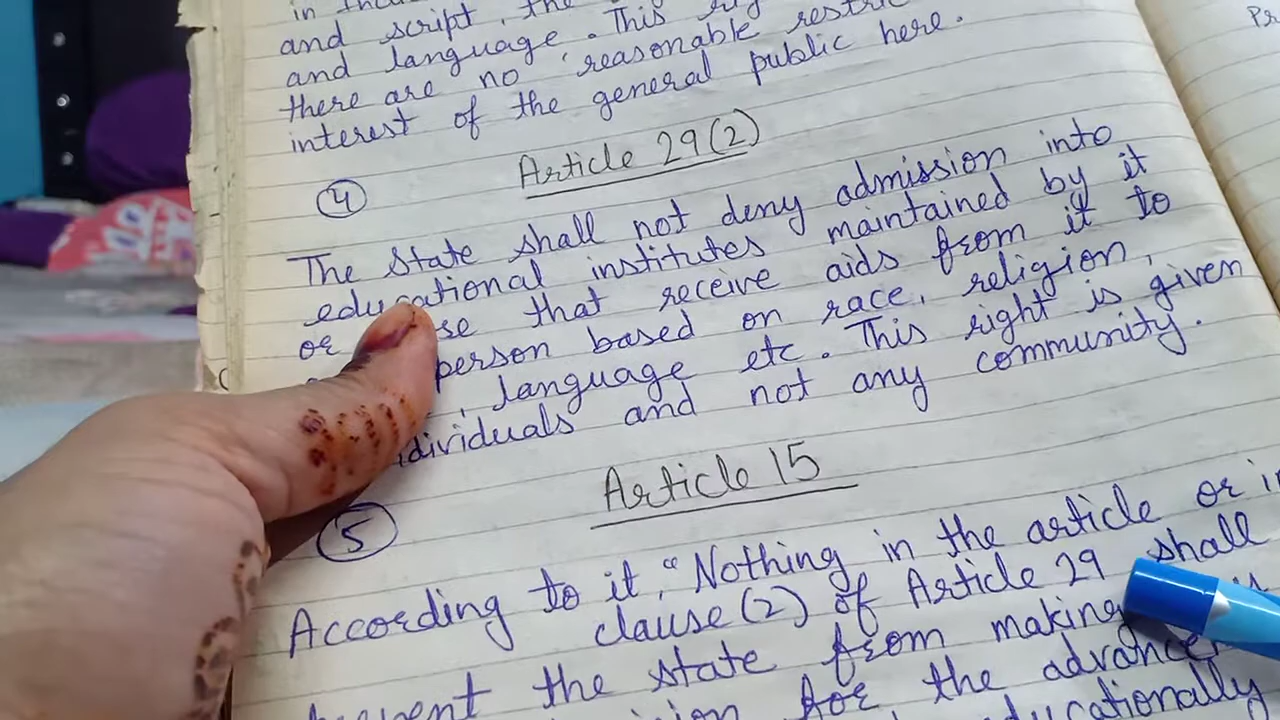 in
and script, the
and language. This
there are no reasonable
interest of the general public here.
Article 29(2)
4
The State shall not deny admission into
educational institutes maintained by it
or that receive aids from it to
person based on race, religion,
, language etc. This right is given
individuals and not any community.
Article 15
5
According to it, "Nothing in the article or
clause (2) of Article 29 shall
the state from making
for the
educationally
Pr